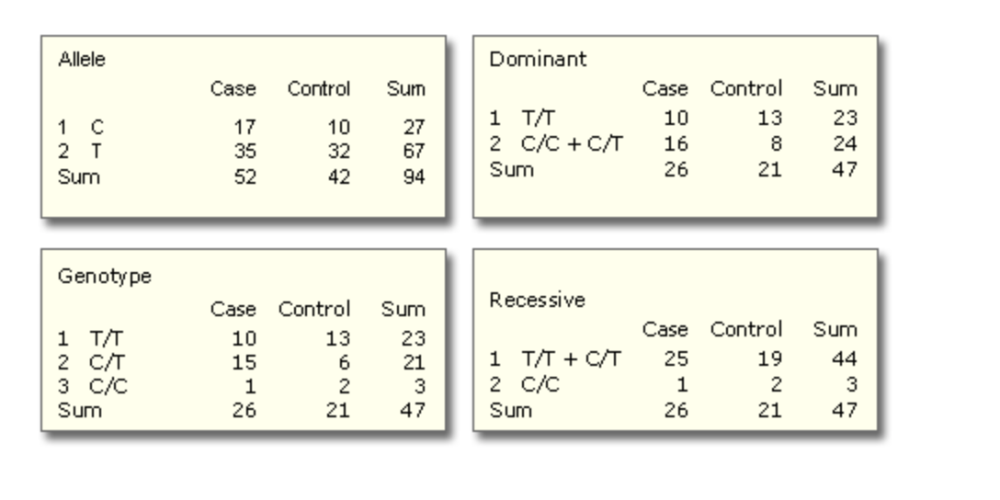 Allele
Case Control Sum
1 C 17 10 27
2 T 35 32 67
Sum 52 42 94
Dominant
Case Control Sum
1 T/T 10 13 23
2 C/C + C/T 16 8 24
Sum 26 21 47
Genotype
Case Control Sum
1 T/T 10 13 23
2 C/T 15 6 21
3 C/C 1 2 3
Sum 26 21 47
Recessive
Case Control Sum
1 T/T + C/T 25 19 44
2 C/C 1 2 3
Sum 26 21 47